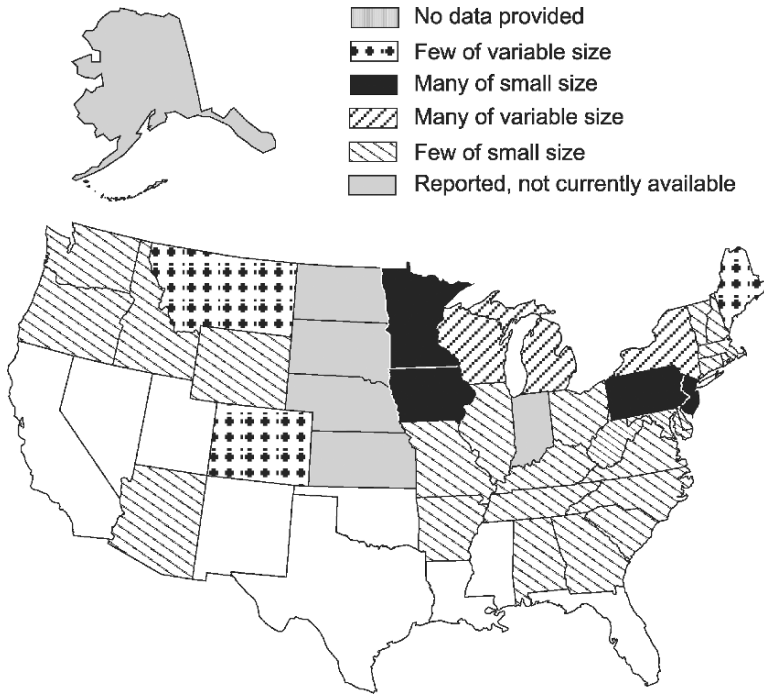 No data provided
Few of variable size
Many of small size
Many of variable size
Few of small size
Reported, not currently available